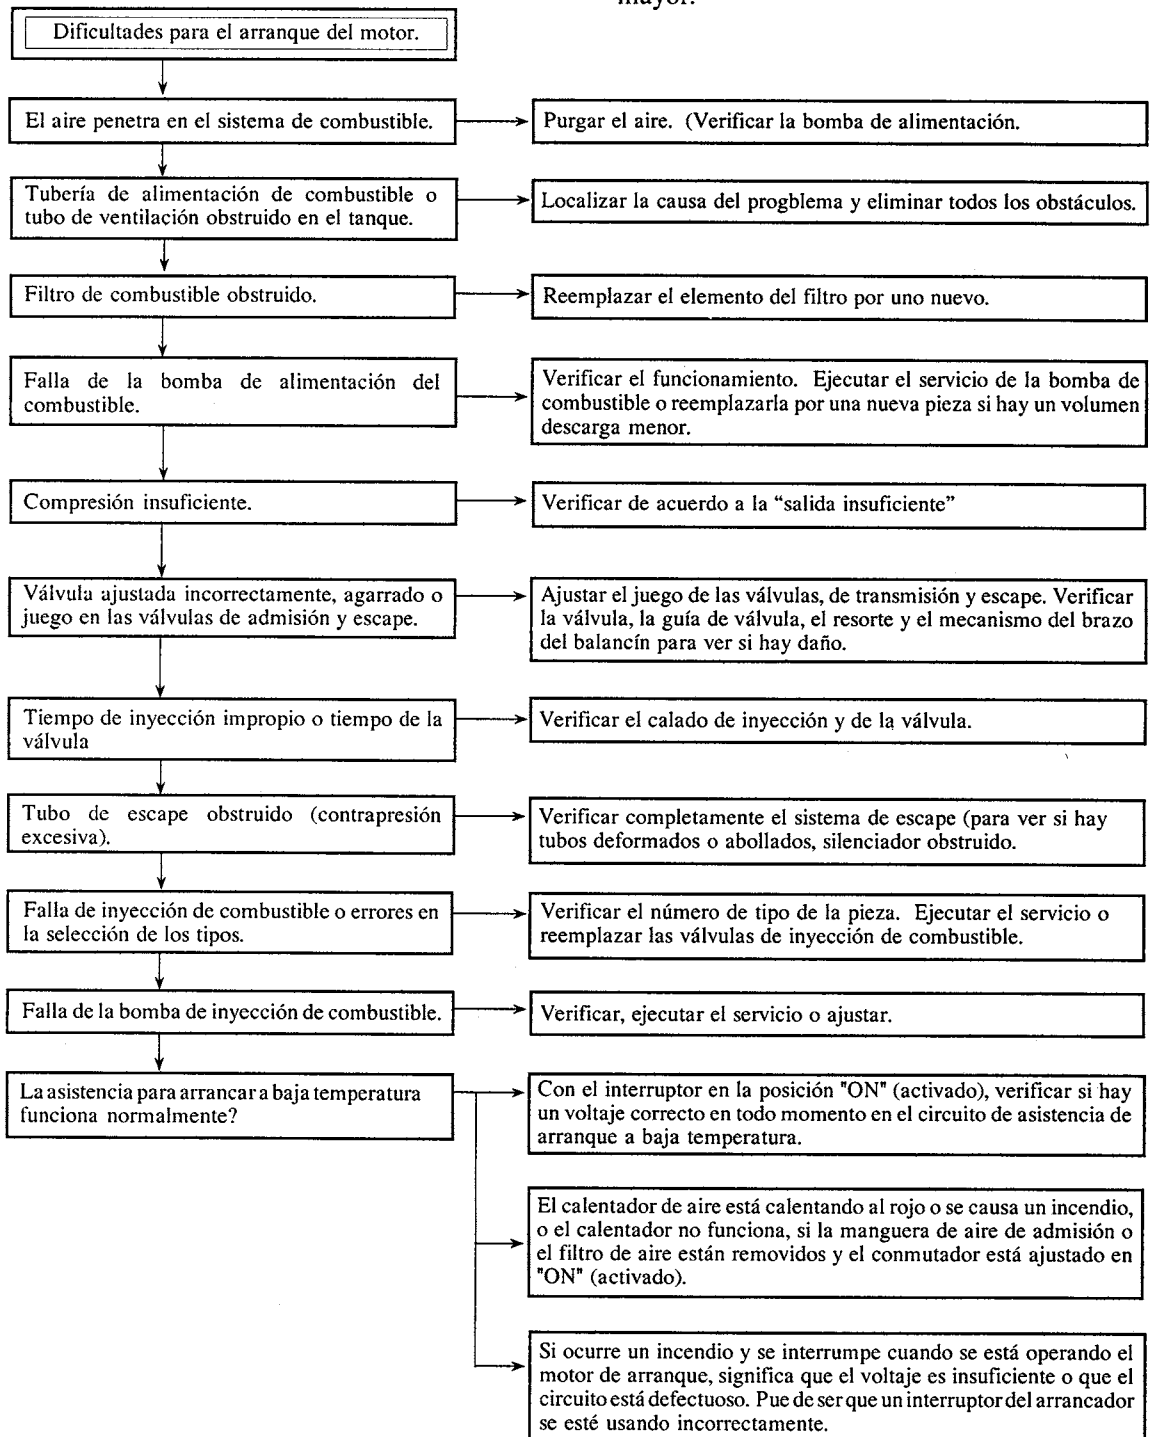 mayor.
Dificultades para el arranque del motor.
El aire penetra en el sistema de combustible.
Purgar el aire. (Verificar la bomba de alimentación.
Tubería de alimentación de combustible o
tubo de ventilación obstruido en el tanque.
Localizar la causa del progblema y eliminar todos los obstáculos.
Filtro de combustible obstruido.
Reemplazar el elemento del filtro por uno nuevo.
Falla de la bomba de alimentación del
combustible.
Verificar el funcionamiento. Ejecutar el servicio de la bomba de
combustible o reemplazarla por una nueva pieza si hay un volumen
descarga menor.
Compresión insuficiente.
Verificar de acuerdo a la “salida insuficiente”
Válvula ajustada incorrectamente, agarrado o
juego en las válvulas de admisión y escape.
Ajustar el juego de las válvulas, de transmisión y escape. Verificar
la válvula, la guía de válvula, el resorte y el mecanismo del brazo
del balancín para ver si hay daño.
Tiempo de inyección impropio o tiempo de la
válvula
Verificar el calado de inyección y de la válvula.
Tubo de escape obstruido (contrapresión
excesiva).
Verificar completamente el sistema de escape (para ver si hay
tubos deformados o abollados, silenciador obstruido.
Falla de inyección de combustible o errores en
la selección de los tipos.
Verificar el número de tipo de la pieza. Ejecutar el servicio o
reemplazar las válvulas de inyección de combustible.
Falla de la bomba de inyección de combustible.
Verificar, ejecutar el servicio o ajustar.
La asistencia para arrancar a baja temperatura
funciona normalmente?
Con el interruptor en la posición "ON" (activado), verificar si hay
un voltaje correcto en todo momento en el circuito de asistencia de
arranque a baja temperatura.
El calentador de aire está calentando al rojo o se causa un incendio,
o el calentador no funciona, si la manguera de aire de admisión o
el filtro de aire están removidos y el conmutador está ajustado en
"ON" (activado).
Si ocurre un incendio y se interrumpe cuando se está operando el
motor de arranque, significa que el voltaje es insuficiente o que el
circuito está defectuoso. Pue de ser que un interruptor del arrancador
se esté usando incorrectamente.